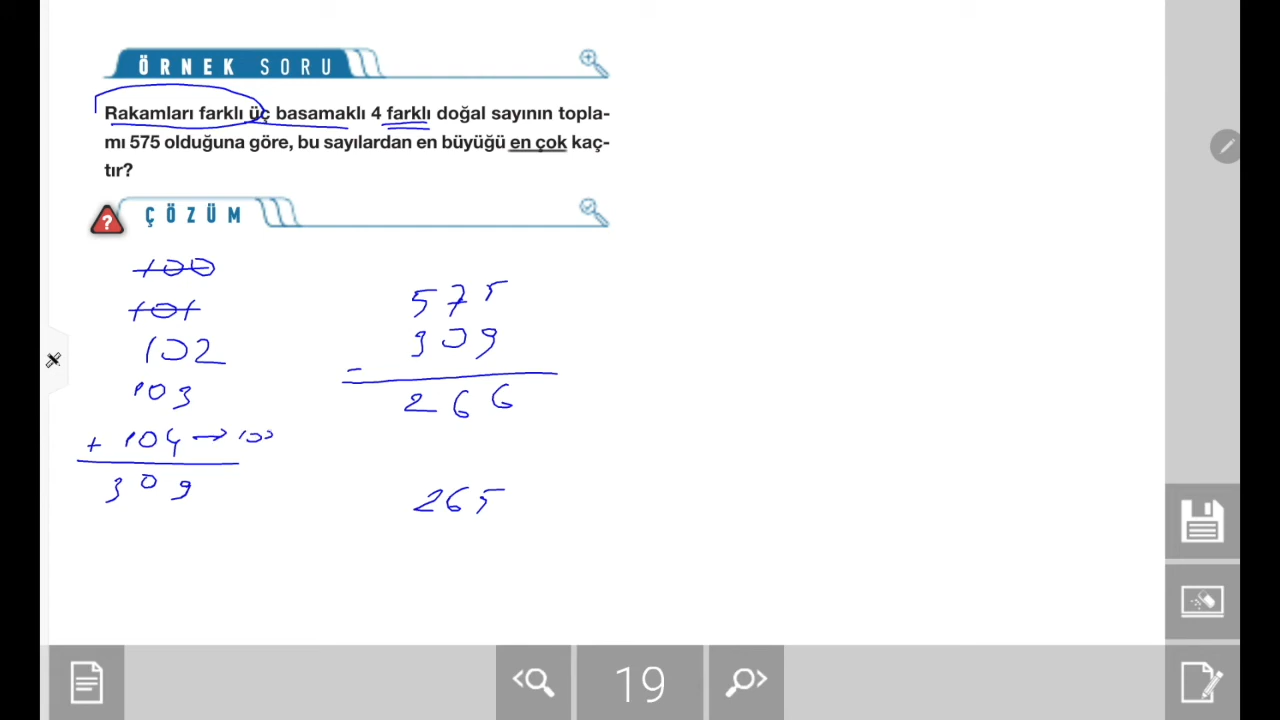 ÖRNEK SORU
Rakamları farklı üç basamaklı 4 farklı doğal sayının topla-
mı 575 olduğuna göre, bu sayılardan en büyüğü en çok kaç-
tır?
?
ÇÖZÜM
100
101
102
103
+ 104 →
309
575
309
-
266
265
19